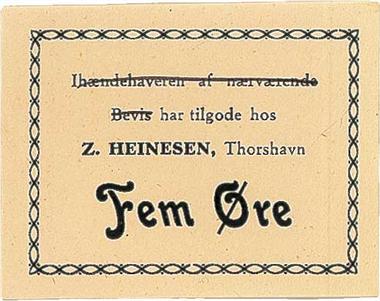 Ihændehaveren af nærværende
Bevis har tilgode hos
Z. HEINESEN, Thorshavn
Fem Øre